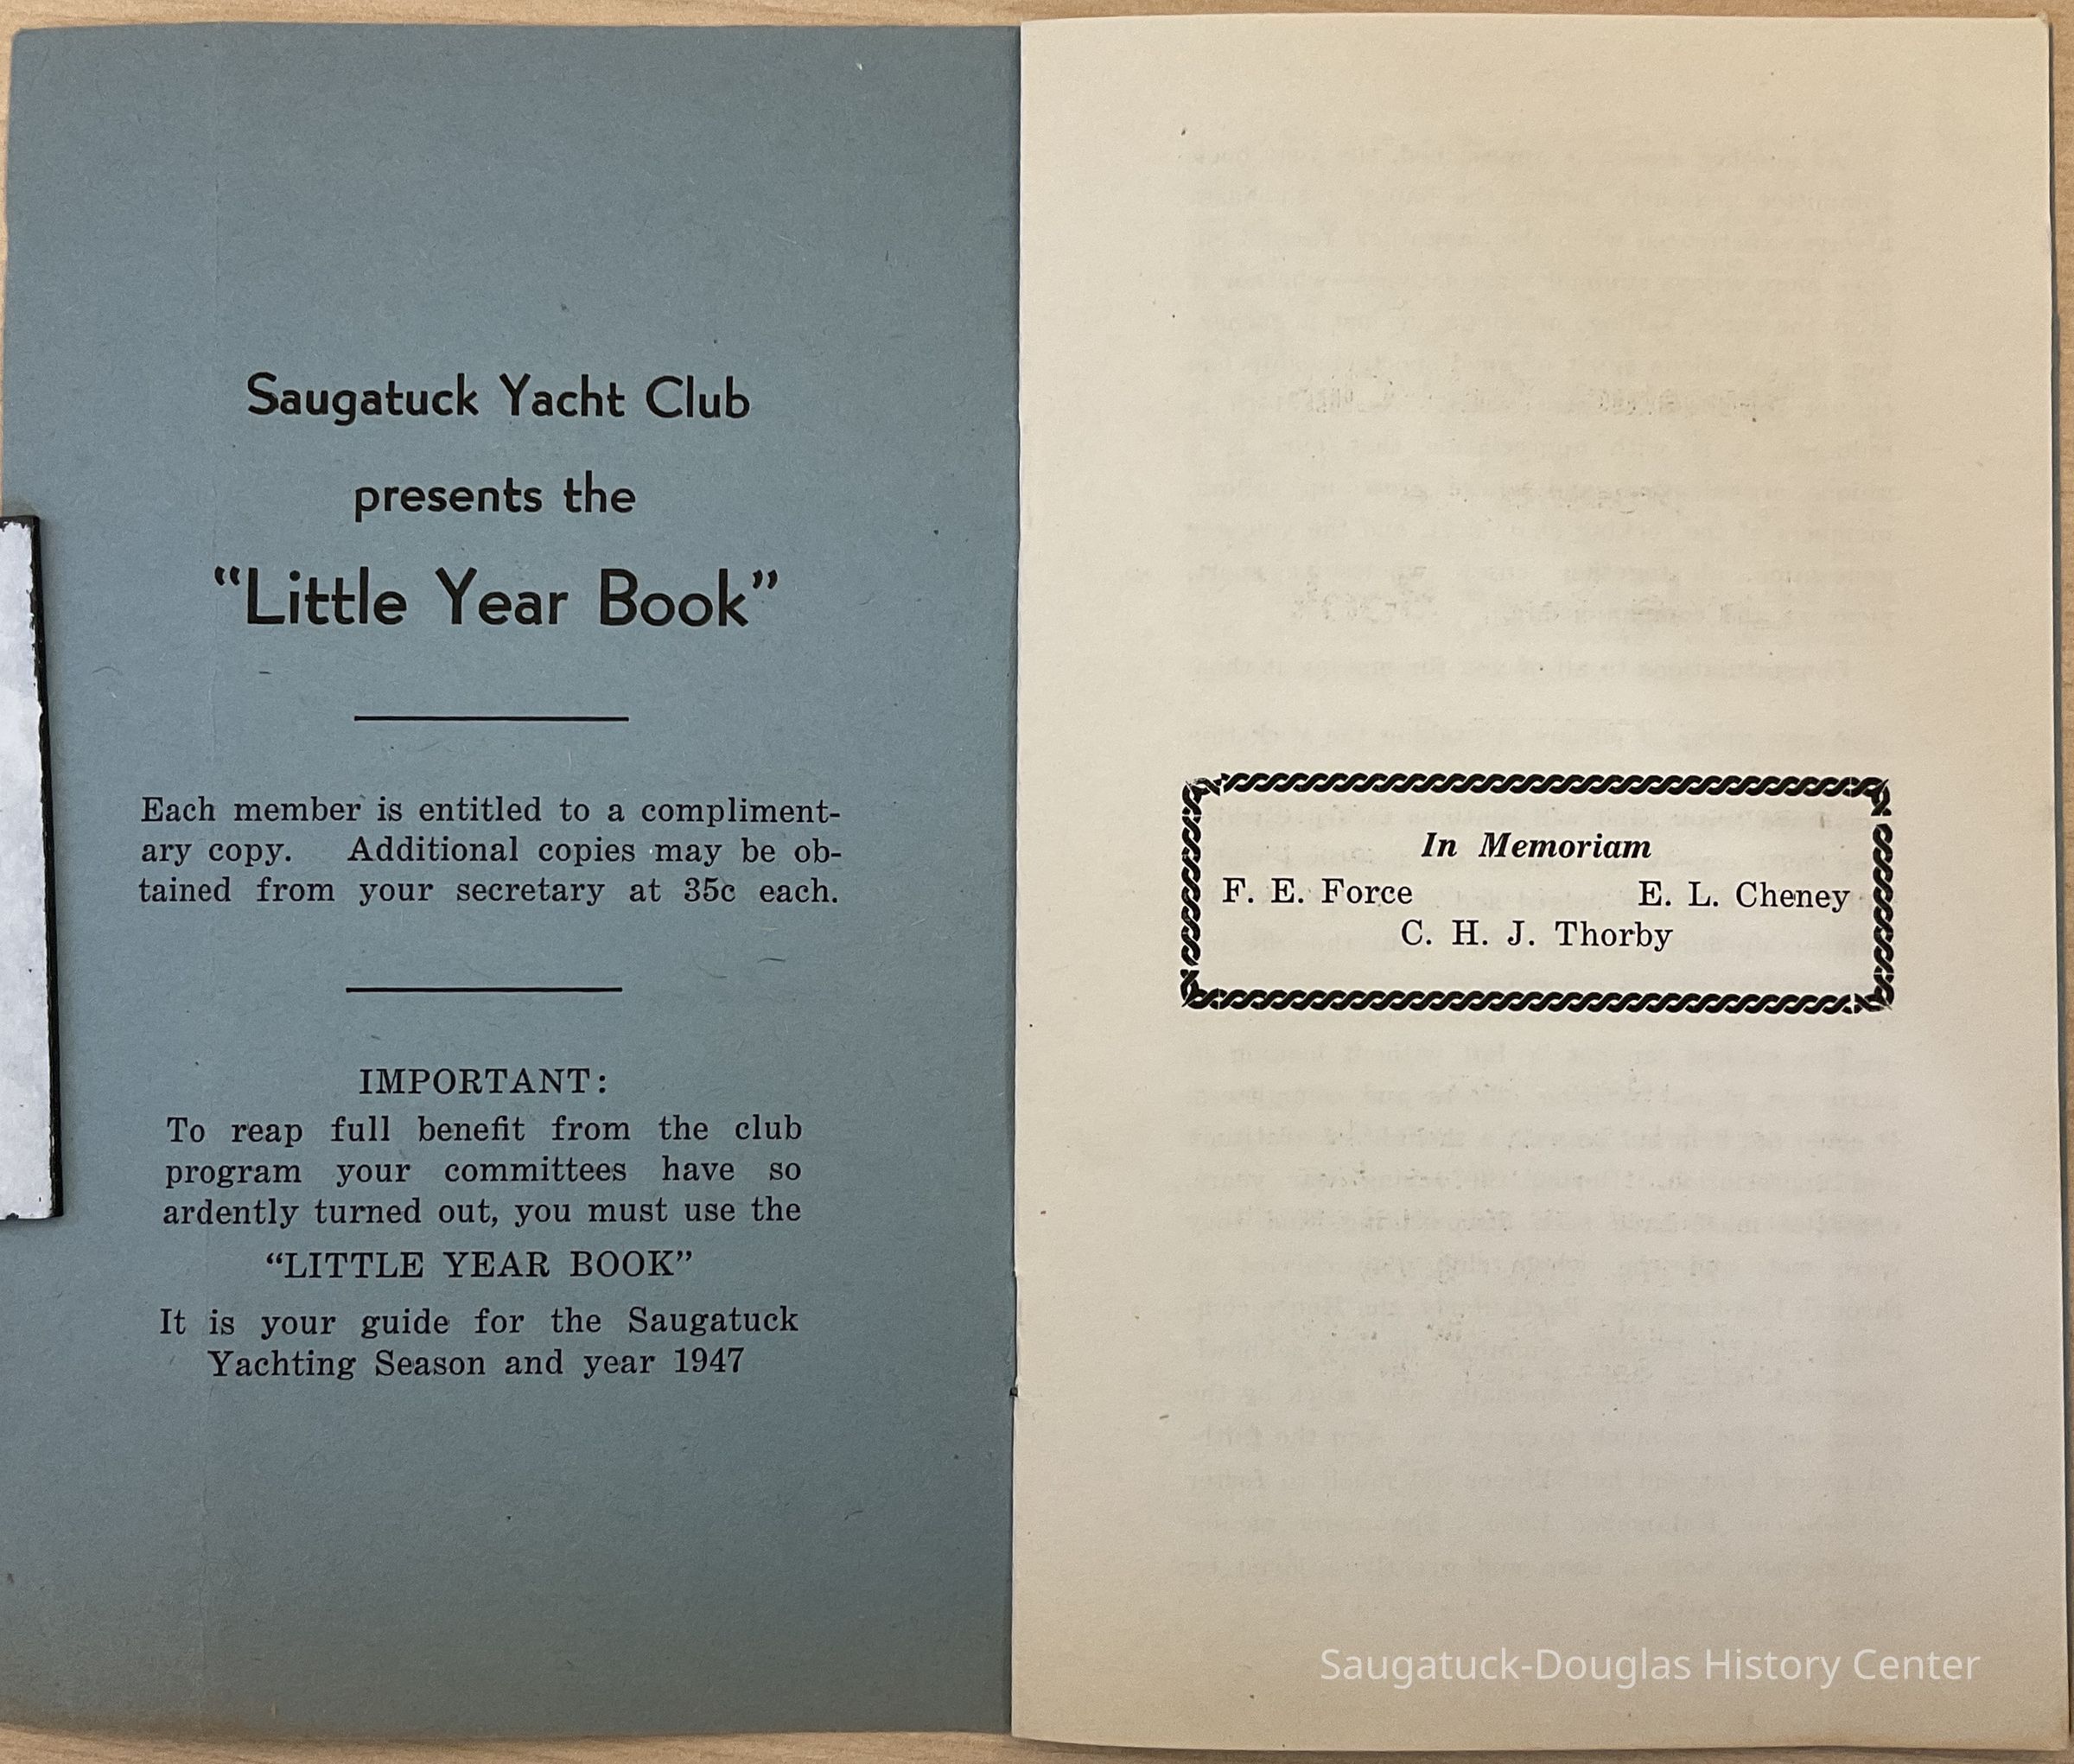 Saugatuck Yacht Club
presents the
“Little Year Book”
Each member is entitled to a compliment-
ary copy. Additional copies may be ob-
tained from your secretary at 35c each.
IMPORTANT:
To reap full benefit from the club
program your committees have so
ardently turned out, you must use the
“LITTLE YEAR BOOK”
It is your guide for the Saugatuck
Yachting Season and year 1947
In Memoriam
F. E. Force E. L. Cheney
C. H. J. Thorby
Saugatuck-Douglas History Center